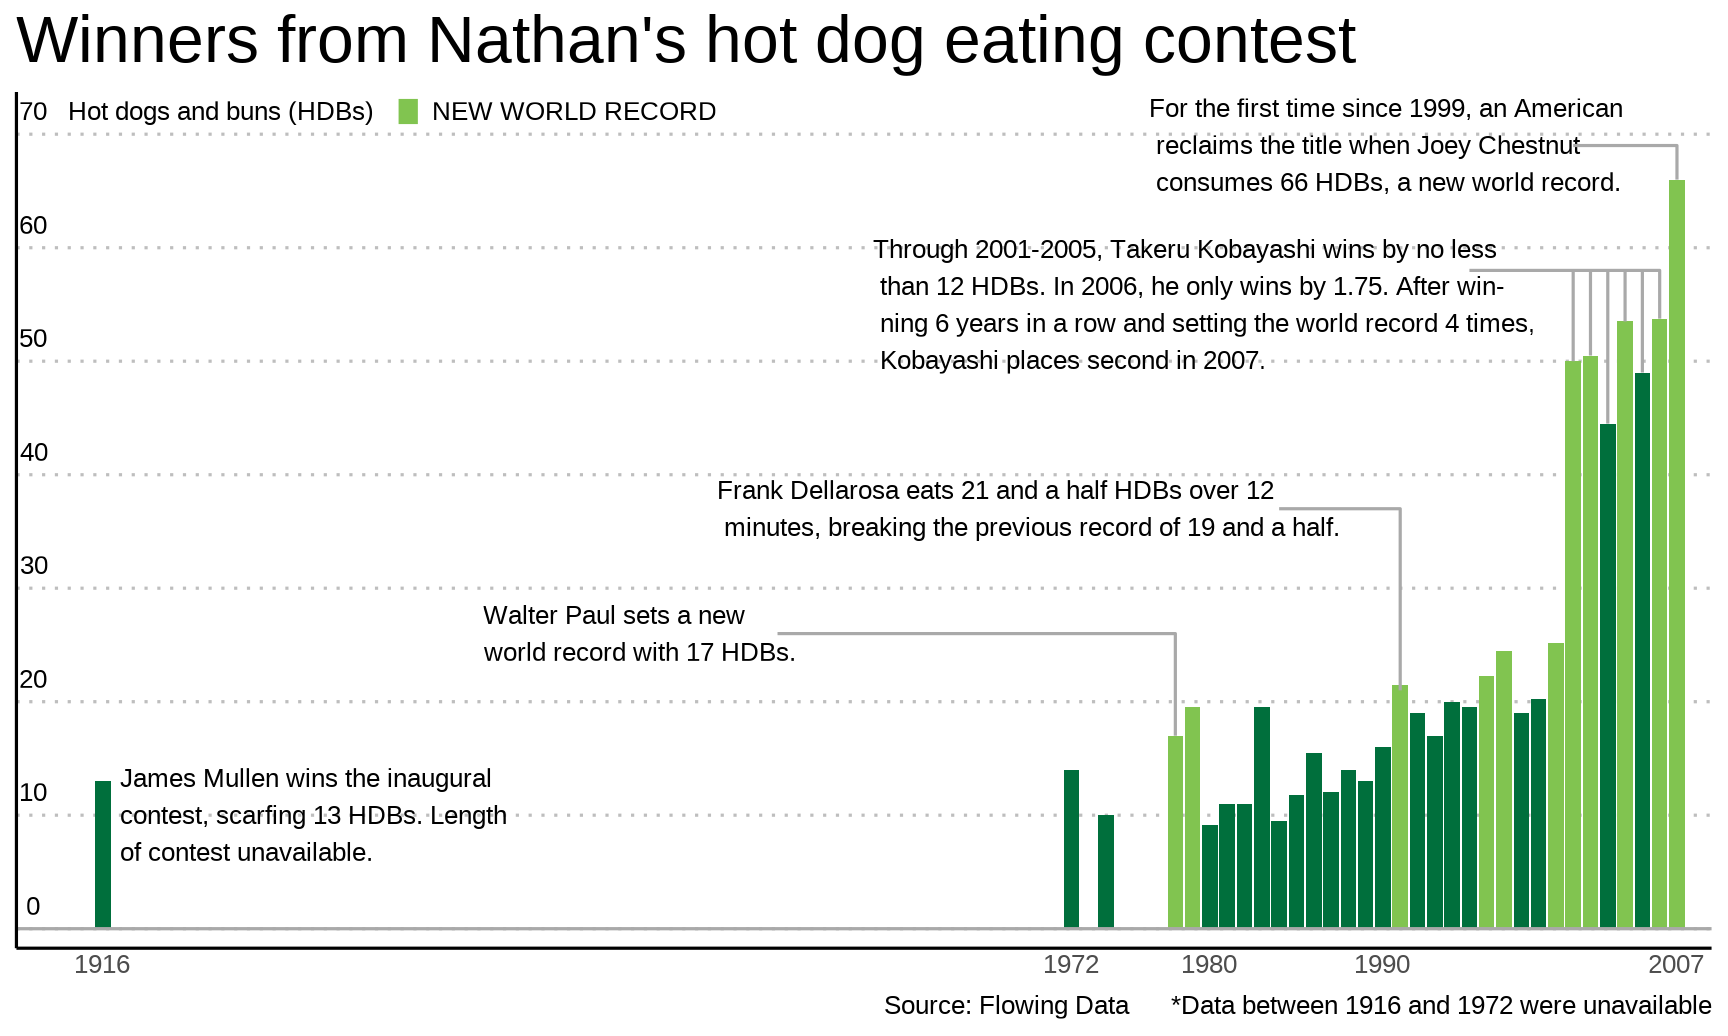 Winners from Nathan's hot dog eating contest
70 Hot dogs and buns (HDBs) NEW WORLD RECORD
For the first time since 1999, an American
reclaims the title when Joey Chestnut
consumes 66 HDBs, a new world record.
60
Through 2001-2005, Takeru Kobayashi wins by no less
than 12 HDBs. In 2006, he only wins by 1.75. After win-
ning 6 years in a row and setting the world record 4 times,
Kobayashi places second in 2007.
50
40
Frank Dellarosa eats 21 and a half HDBs over 12
minutes, breaking the previous record of 19 and a half.
30
Walter Paul sets a new
world record with 17 HDBs.
20
James Mullen wins the inaugural
contest, scarfing 13 HDBs. Length
of contest unavailable.
10
0
1916 1972 1980 1990 2007
Source: Flowing Data *Data between 1916 and 1972 were unavailable